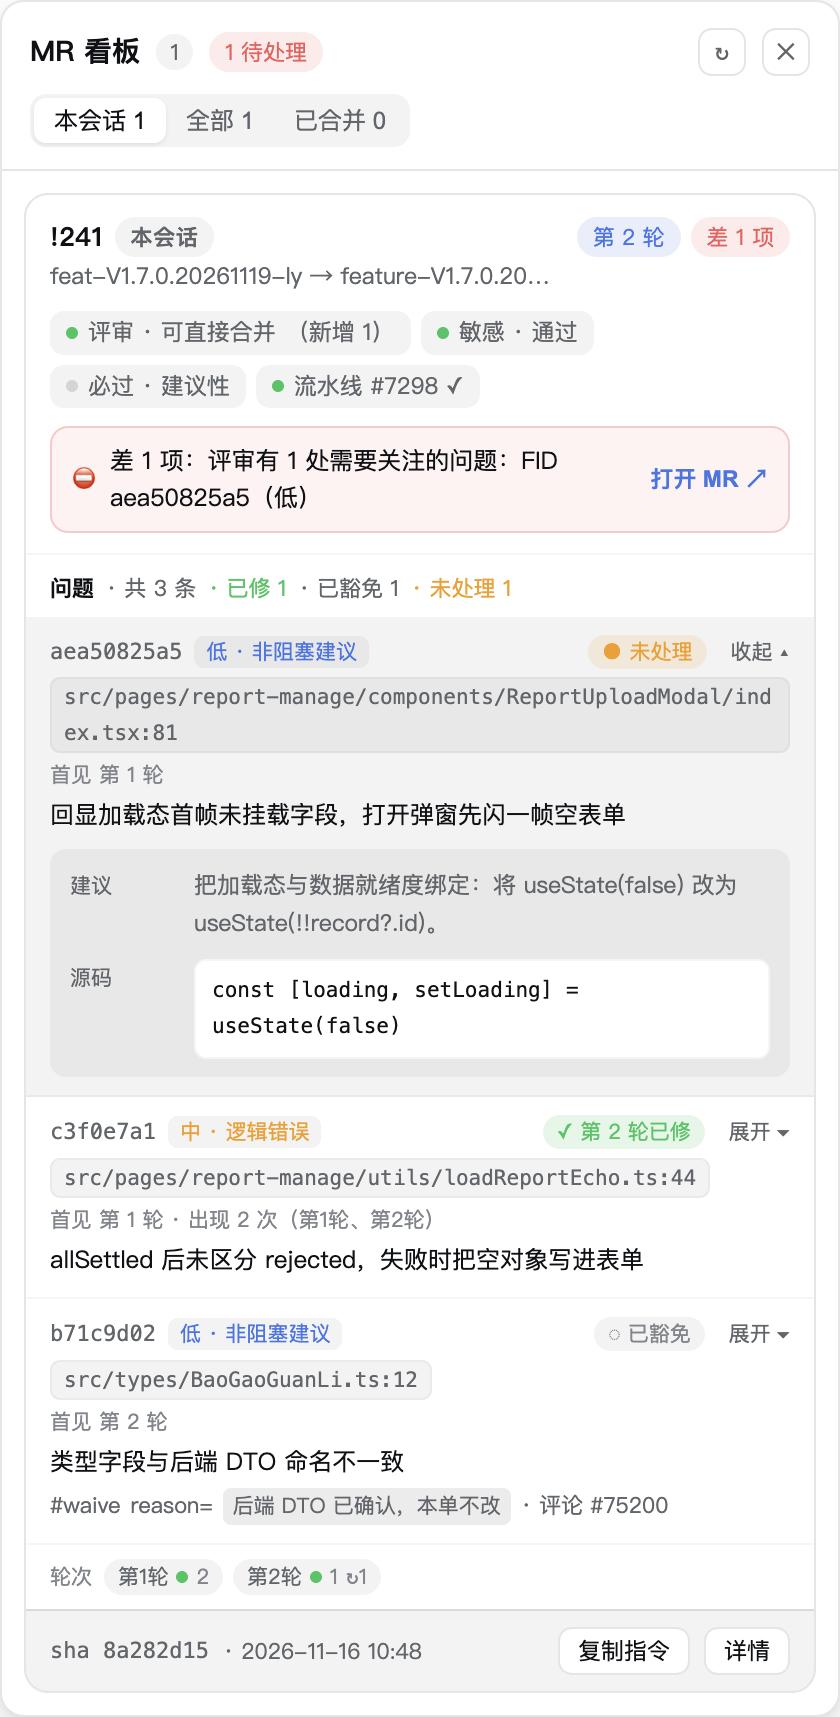 MR 看板 1 1 待处理 ↻ ✕
本会话 1 全部 1 已合并 0
!241 本会话 第 2 轮 差 1 项
feat-V1.7.0.20261119-ly → feature-V1.7.0.20…
评审 · 可直接合并 （新增 1） 敏感 · 通过
必过 · 建议性 流水线 #7298 ✓
差 1 项：评审有 1 处需要关注的问题：FID
aea50825a5（低） 打开 MR ↗
问题 · 共 3 条 · 已修 1 · 已豁免 1 · 未处理 1
aea50825a5 低 · 非阻塞建议 未处理 收起 ▴
src/pages/report-manage/components/ReportUploadModal/ind
ex.tsx:81
首见 第 1 轮
回显加载态首帧未挂载字段，打开弹窗先闪一帧空表单
建议 把加载态与数据就绪度绑定：将 useState(false) 改为
useState(!!record?.id)。
源码 const [loading, setLoading] =
useState(false)
c3f0e7a1 中 · 逻辑错误 ✓ 第 2 轮已修 展开 ▾
src/pages/report-manage/utils/loadReportEcho.ts:44
首见 第 1 轮 · 出现 2 次（第1轮、第2轮）
allSettled 后未区分 rejected，失败时把空对象写进表单
b71c9d02 低 · 非阻塞建议 ◌ 已豁免 展开 ▾
src/types/BaoGaoGuanLi.ts:12
首见 第 2 轮
类型字段与后端 DTO 命名不一致
#waive reason= 后端 DTO 已确认，本单不改 · 评论 #75200
轮次 第1轮 2 第2轮 1 ↻1
sha 8a282d15 · 2026-11-16 10:48 复制指令 详情